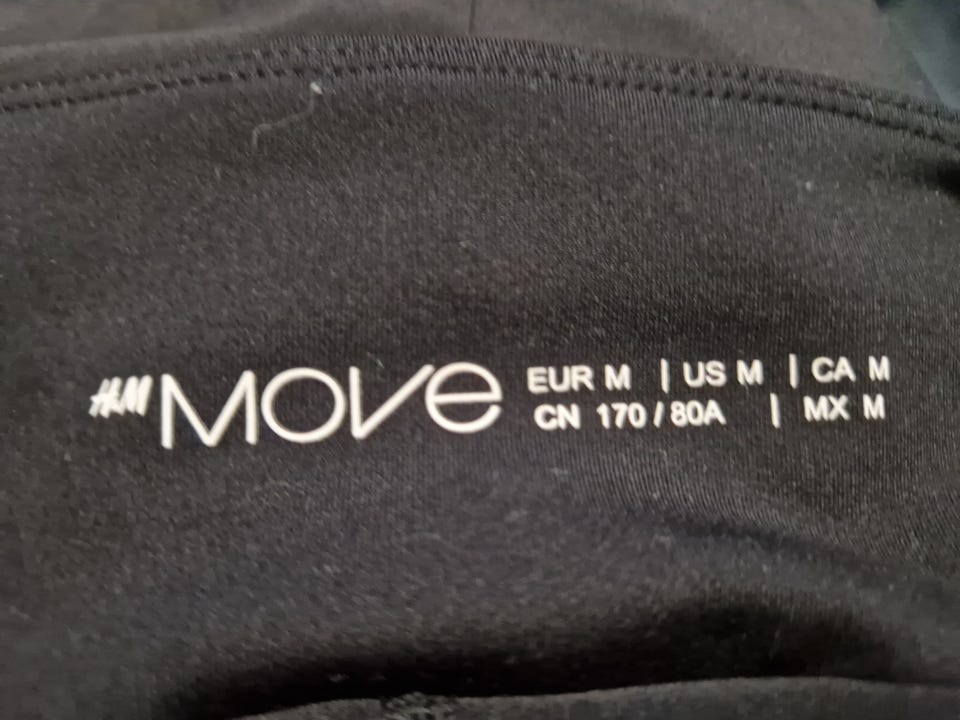 H&M MOVE
EUR M | US M | CA M
CN 170 / 80A | MX M